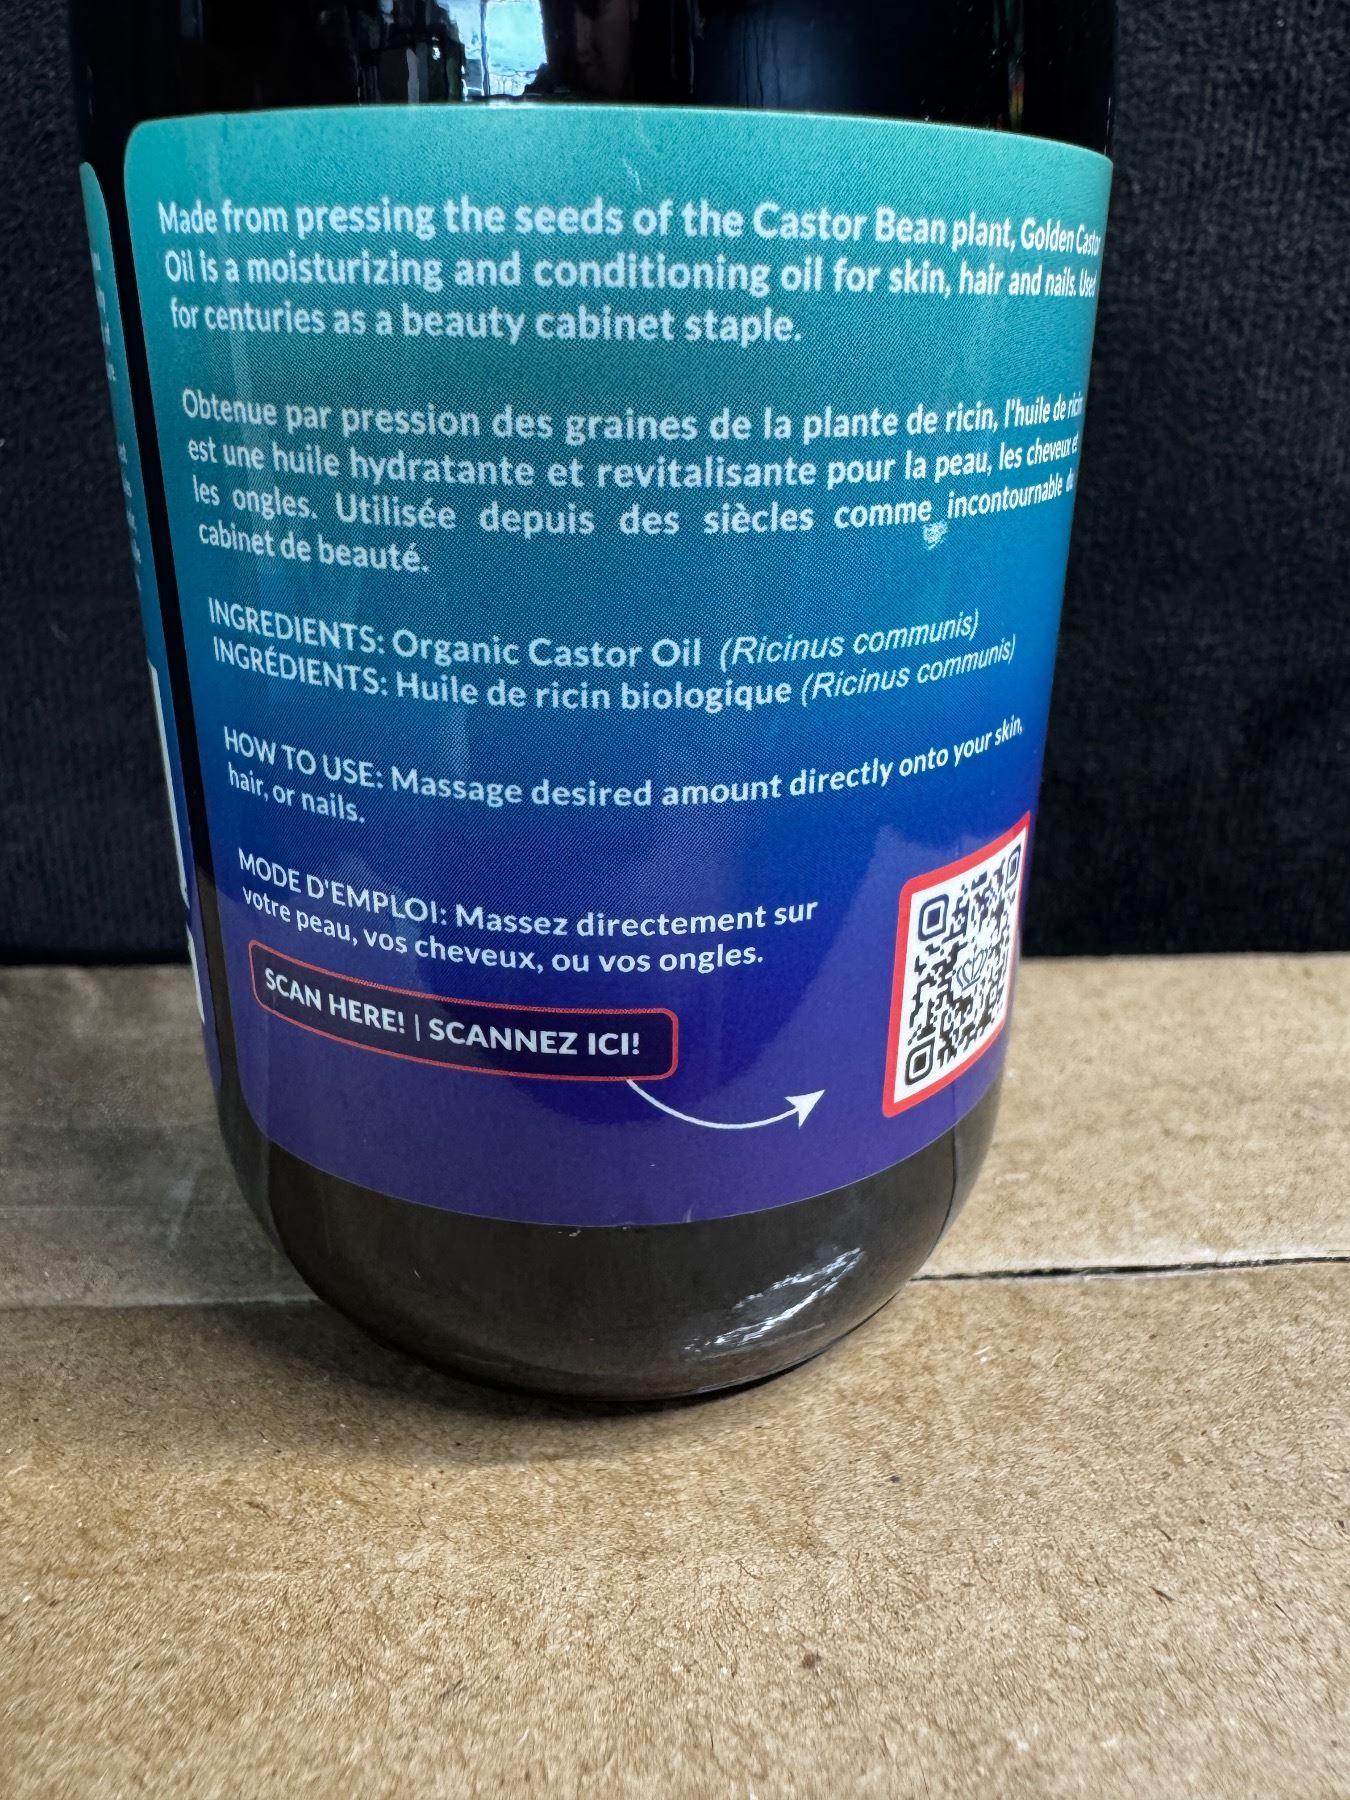 Made from pressing the seeds of the Castor Bean plant, Golden Castor
Oil is a moisturizing and conditioning oil for skin, hair and nails. Used
for centuries as a beauty cabinet staple.
Obtenue par pression des graines de la plante de ricin, l'huile de ricin
est une huile hydratante et revitalisante pour la peau, les cheveux et
les ongles. Utilisée depuis des siècles comme incontournable du
cabinet de beauté.
INGREDIENTS: Organic Castor Oil (Ricinus communis)
INGRÉDIENTS: Huile de ricin biologique (Ricinus communis)
HOW TO USE: Massage desired amount directly onto your skin,
hair, or nails.
MODE D'EMPLOI: Massez directement sur
votre peau, vos cheveux, ou vos ongles.
SCAN HERE! | SCANNEZ ICI!